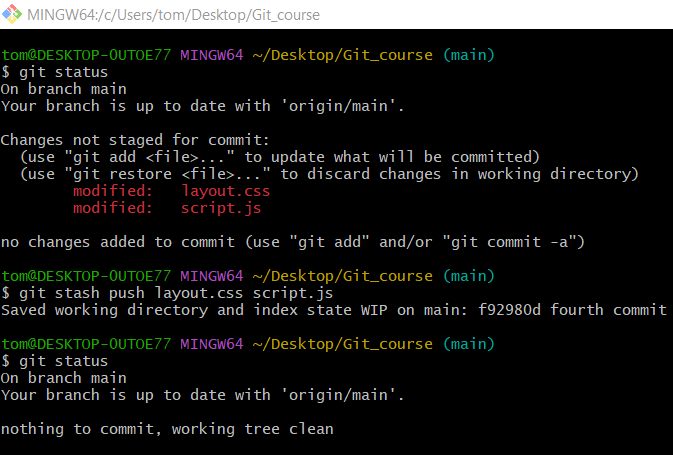 MINGW64:/c/Users/tom/Desktop/Git_course
tom@DESKTOP-OUTOE77 MINGW64 ~/Desktop/Git_course (main)
$ git status
On branch main
Your branch is up to date with 'origin/main'.
Changes not staged for commit:
(use "git add <file>..." to update what will be committed)
(use "git restore <file>..." to discard changes in working directory)
modified: layout.css
modified: script.js
no changes added to commit (use "git add" and/or "git commit -a")
tom@DESKTOP-OUTOE77 MINGW64 ~/Desktop/Git_course (main)
$ git stash push layout.css script.js
Saved working directory and index state WIP on main: f92980d fourth commit
tom@DESKTOP-OUTOE77 MINGW64 ~/Desktop/Git_course (main)
$ git status
On branch main
Your branch is up to date with 'origin/main'.
nothing to commit, working tree clean